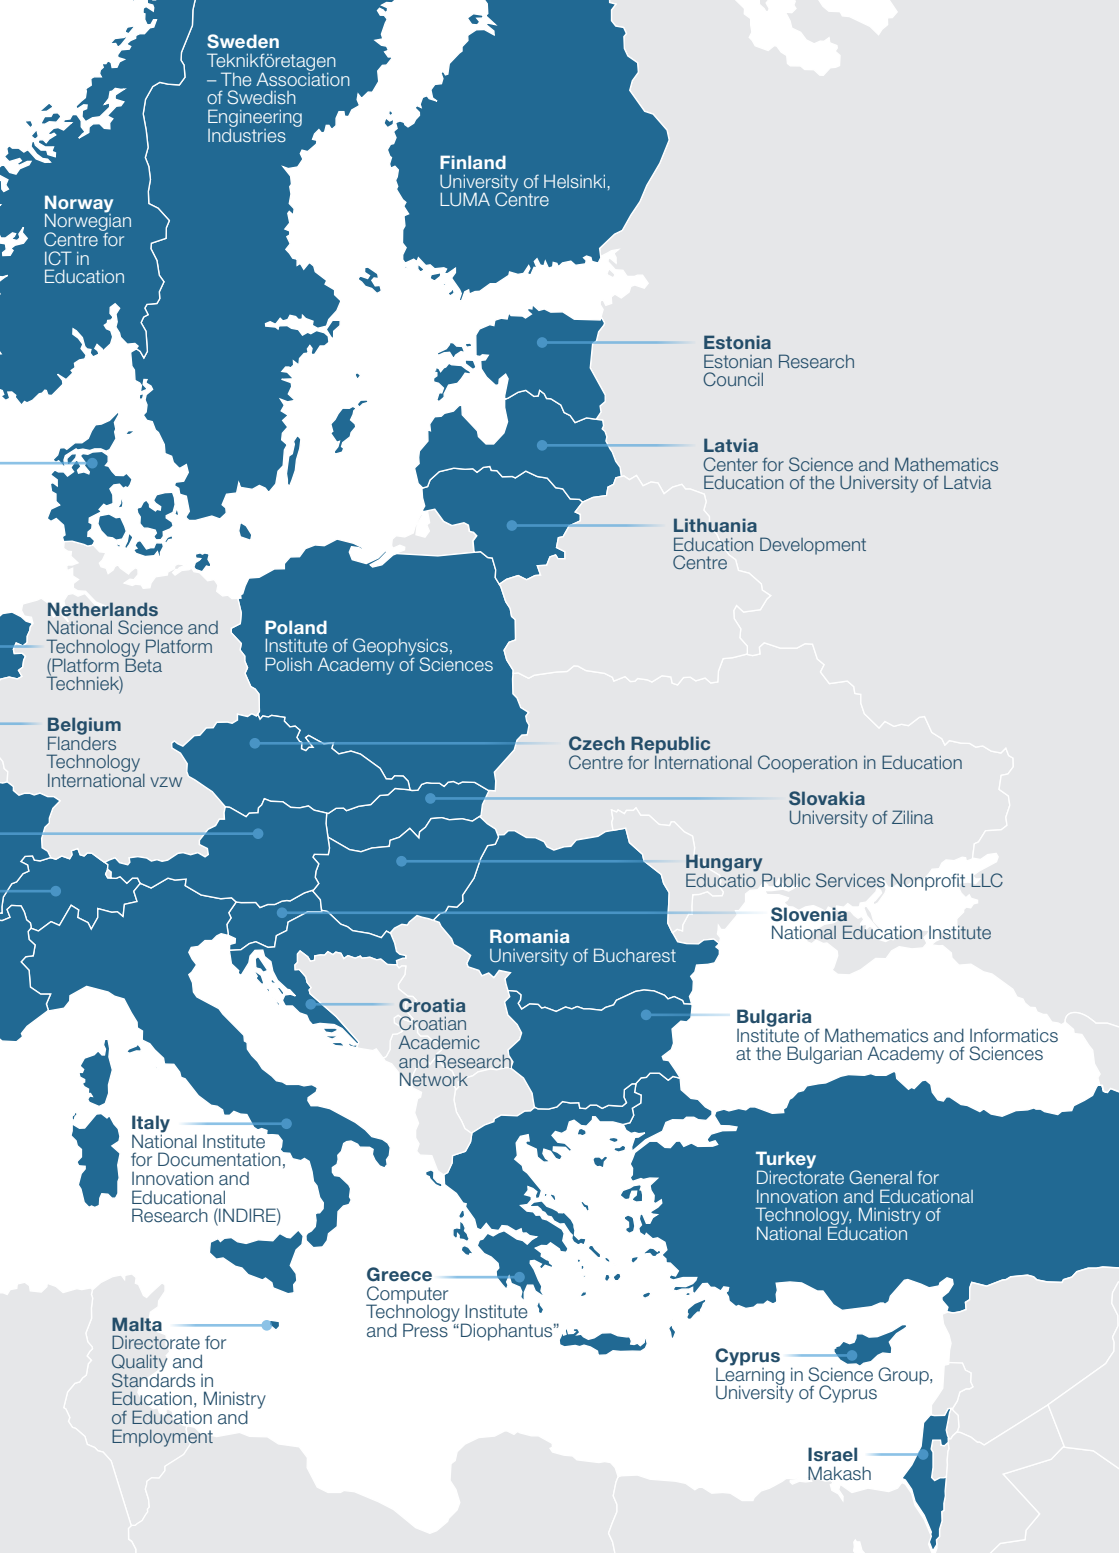 Sweden
Teknikföretagen
– The Association
of Swedish
Engineering
Industries
Finland
University of Helsinki,
LUMA Centre
Norway
Norwegian
Centre for
ICT in
Education
Estonia
Estonian Research
Council
Latvia
Center for Science and Mathematics
Education of the University of Latvia
Lithuania
Education Development
Centre
Netherlands
National Science and
Technology Platform
(Platform Beta
Techniek)
Poland
Institute of Geophysics,
Polish Academy of Sciences
Belgium
Flanders
Technology
International vzw
Czech Republic
Centre for International Cooperation in Education
Slovakia
University of Zilina
Hungary
Educatio Public Services Nonprofit LLC
Slovenia
National Education Institute
Romania
University of Bucharest
Croatia
Croatian
Academic
and Research
Network
Bulgaria
Institute of Mathematics and Informatics
at the Bulgarian Academy of Sciences
Italy
National Institute
for Documentation,
Innovation and
Educational
Research (INDIRE)
Turkey
Directorate General for
Innovation and Educational
Technology, Ministry of
National Education
Greece
Computer
Technology Institute
and Press “Diophantus”
Malta
Directorate for
Quality and
Standards in
Education, Ministry
of Education and
Employment
Cyprus
Learning in Science Group,
University of Cyprus
Israel
Makash